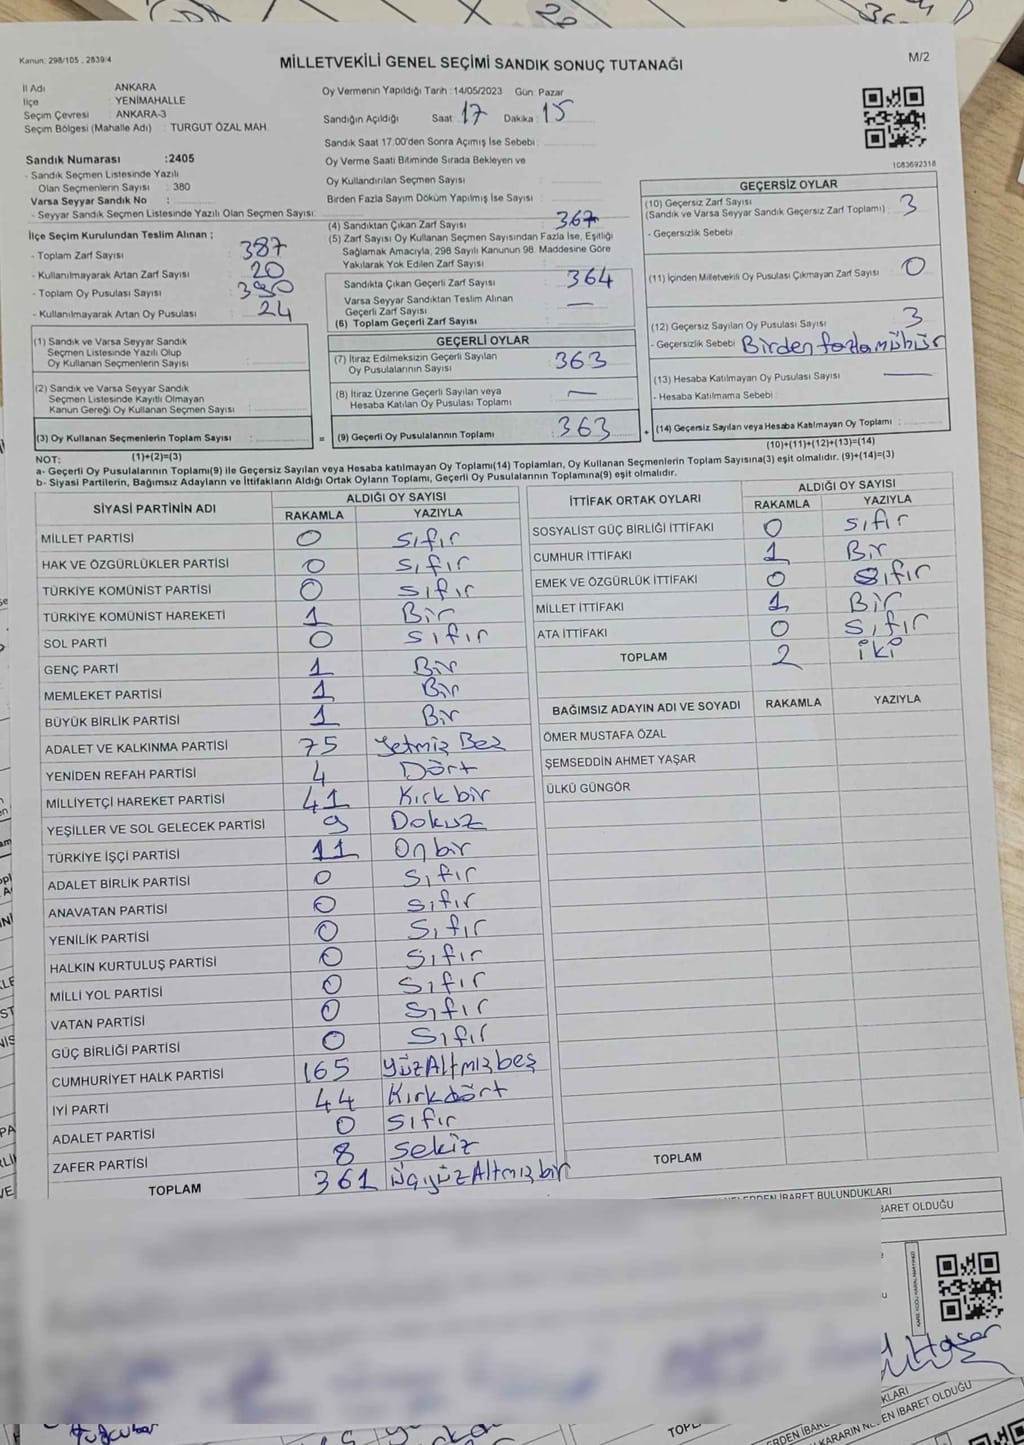 Kanun: 298/105 , 2839/4
M/2
MİLLETVEKİLİ GENEL SEÇİMİ SANDIK SONUÇ TUTANAĞI
İl Adı ANKARA
İlçe : YENİMAHALLE
Seçim Çevresi : ANKARA-3
Seçim Bölgesi (Mahalle Adı) : TURGUT ÖZAL MAH.
Sandık Numarası :2405
- Sandık Seçmen Listesinde Yazılı
Olan Seçmenlerin Sayısı : 380
Varsa Seyyar Sandık No :
- Seyyar Sandık Seçmen Listesinde Yazılı Olan Seçmen Sayısı:
İlçe Seçim Kurulundan Teslim Alınan ;
- Toplam Zarf Sayısı : 387
- Kullanılmayarak Artan Zarf Sayısı : 20
- Toplam Oy Pusulası Sayısı :
- Kullanılmayarak Artan Oy Pusulası : 24
Oy Vermenin Yapıldığı Tarih :14/05/2023 Gün: Pazar
Sandığın Açıldığı Saat: 17 Dakika : 15
Sandık Saat 17:00'den Sonra Açımış İse Sebebi :
Oy Verme Saati Bitiminde Sırada Bekleyen ve
Oy Kullandırılan Seçmen Sayısı :
Birden Fazla Sayım Döküm Yapılmış İse Sayısı :
(4) Sandıktan Çıkan Zarf Sayısı : 367
(5) Zarf Sayısı Oy Kullanan Seçmen Sayısından Fazla İse, Eşitliği
Sağlamak Amacıyla; 298 Sayılı Kanunun 98. Maddesine Göre
Yakılarak Yok Edilen Zarf Sayısı :
Sandıkta Çıkan Geçerli Zarf Sayısı : 364
Varsa Seyyar Sandıktan Teslim Alınan
Geçerli Zarf Sayısı : —
(6) Toplam Geçerli Zarf Sayısı :
1083692318
GEÇERSİZ OYLAR
(10) Geçersiz Zarf Sayısı
(Sandık ve Varsa Seyyar Sandık Geçersiz Zarf Toplamı) : 3
- Geçersizlik Sebebi :
(11) İçinden Milletvekili Oy Pusulası Çıkmayan Zarf Sayısı : 0
(12) Geçersiz Sayılan Oy Pusulası Sayısı : 3
- Geçersizlik Sebebi : Birden fazla mühür
(13) Hesaba Katılmayan Oy Pusulası Sayısı : —
- Hesaba Katılmama Sebebi :
(14) Geçersiz Sayılan veya Hesaba Katılmayan Oy Toplamı :
(10)+(11)+(12)+(13)=(14)
(1) Sandık ve Varsa Seyyar Sandık
Seçmen Listesinde Yazılı Olup
Oy Kullanan Seçmenlerin Sayısı :
(2) Sandık ve Varsa Seyyar Sandık
Seçmen Listesinde Kayıtlı Olmayan
Kanun Gereği Oy Kullanan Seçmen Sayısı :
(3) Oy Kullanan Seçmenlerin Toplam Sayısı :
GEÇERLİ OYLAR
(7) İtiraz Edilmeksizin Geçerli Sayılan
Oy Pusulalarının Sayısı : 363
(8) İtiraz Üzerine Geçerli Sayılan veya
Hesaba Katılan Oy Pusulası Toplamı : —
= (9) Geçerli Oy Pusulalarının Toplamı : 363 +
NOT: (1)+(2)=(3)
a- Geçerli Oy Pusulalarının Toplamı(9) ile Geçersiz Sayılan veya Hesaba katılmayan Oy Toplamı(14) Toplamları, Oy Kullanan Seçmenlerin Toplam Sayısına(3) eşit olmalıdır. (9)+(14)=(3)
b- Siyasi Partilerin, Bağımsız Adayların ve İttifakların Aldığı Ortak Oyların Toplamı, Geçerli Oy Pusulalarının Toplamına(9) eşit olmalıdır.
SİYASİ PARTİNİN ADI ALDIĞI OY SAYISI
RAKAMLA YAZIYLA
MİLLET PARTİSİ 0 sıfır
HAK VE ÖZGÜRLÜKLER PARTİSİ 0 sıfır
TÜRKİYE KOMÜNİST PARTİSİ 0 sıfır
TÜRKİYE KOMÜNİST HAREKETİ 1 Bir
SOL PARTİ 0 sıfır
GENÇ PARTİ 1 Bir
MEMLEKET PARTİSİ 1 Bir
BÜYÜK BİRLİK PARTİSİ 1 Bir
ADALET VE KALKINMA PARTİSİ 75 Yetmiş Beş
YENİDEN REFAH PARTİSİ 4 Dört
MİLLİYETÇİ HAREKET PARTİSİ 41 Kırkbir
YEŞİLLER VE SOL GELECEK PARTİSİ 9 Dokuz
TÜRKİYE İŞÇİ PARTİSİ 11 Onbir
ADALET BİRLİK PARTİSİ 0 sıfır
ANAVATAN PARTİSİ 0 sıfır
YENİLİK PARTİSİ 0 sıfır
HALKIN KURTULUŞ PARTİSİ 0 sıfır
MİLLİ YOL PARTİSİ 0 sıfır
VATAN PARTİSİ 0 sıfır
GÜÇ BİRLİĞİ PARTİSİ 0 sıfır
CUMHURİYET HALK PARTİSİ 165 yüzAltmışbeş
İYİ PARTİ 44 Kırkdört
ADALET PARTİSİ 0 sıfır
ZAFER PARTİSİ 8 sekiz
TOPLAM 361 üçyüzAltmışbir
İTTİFAK ORTAK OYLARI ALDIĞI OY SAYISI
RAKAMLA YAZIYLA
SOSYALİST GÜÇ BİRLİĞİ İTTİFAKI 0 sıfır
CUMHUR İTTİFAKI 1 Bir
EMEK VE ÖZGÜRLÜK İTTİFAKI 0 sıfır
MİLLET İTTİFAKI 1 Bir
ATA İTTİFAKI 0 sıfır
TOPLAM 2 iki
BAĞIMSIZ ADAYIN ADI VE SOYADI RAKAMLA YAZIYLA
ÖMER MUSTAFA ÖZAL
ŞEMSEDDİN AHMET YAŞAR
ÜLKÜ GÜNGÖR
TOPLAM
İBARET BULUNDUKLARI
BARET OLDUĞU
KLARI
EN İBARET OLDUĞU